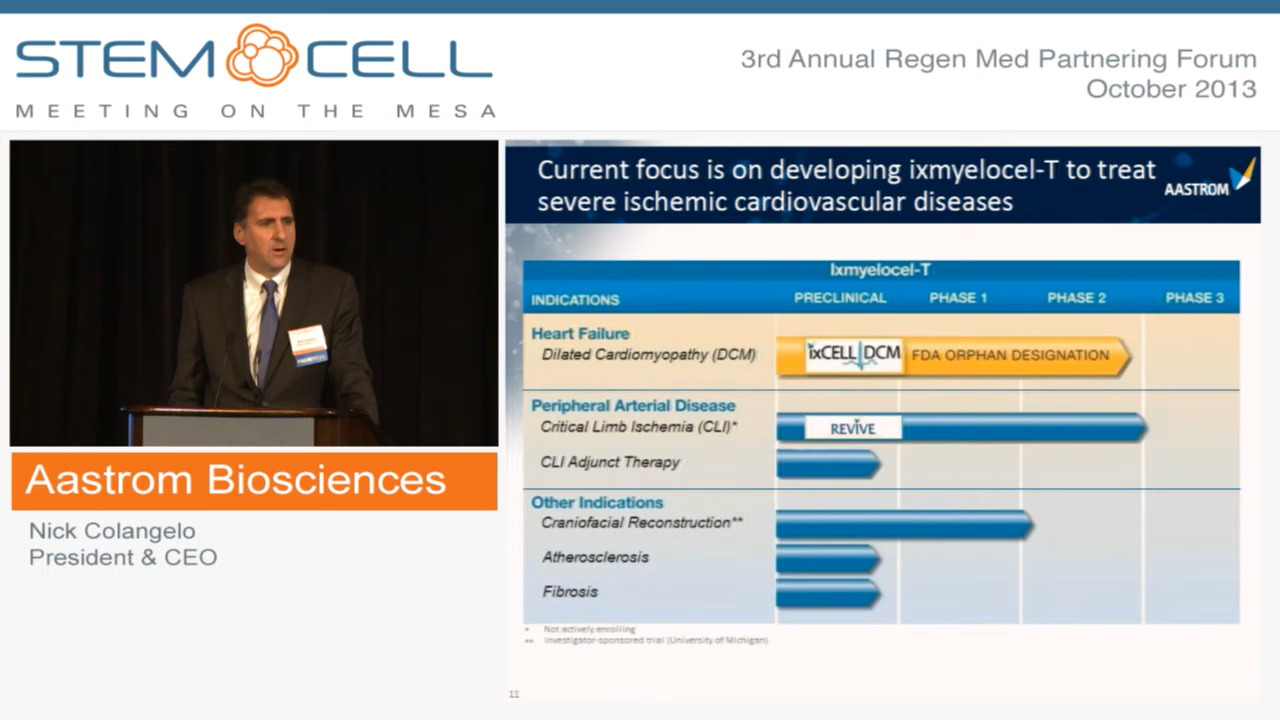 STEM CELL
MEETING ON THE MESA
3rd Annual Regen Med Partnering Forum
October 2013
Current focus is on developing ixmyelocel-T to treat
severe ischemic cardiovascular diseases
AASTROM
Ixmyelocel-T
INDICATIONS PRECLINICAL PHASE 1 PHASE 2 PHASE 3
Heart Failure
Dilated Cardiomyopathy (DCM) ixCELL DCM FDA ORPHAN DESIGNATION
Peripheral Arterial Disease
Critical Limb Ischemia (CLI)* REVIVE
CLI Adjunct Therapy
Other Indications
Craniofacial Reconstruction**
Atherosclerosis
Fibrosis
* Not actively enrolling
** Investigator-sponsored trial (University of Michigan)
11
Aastrom Biosciences
Nick Colangelo
President & CEO